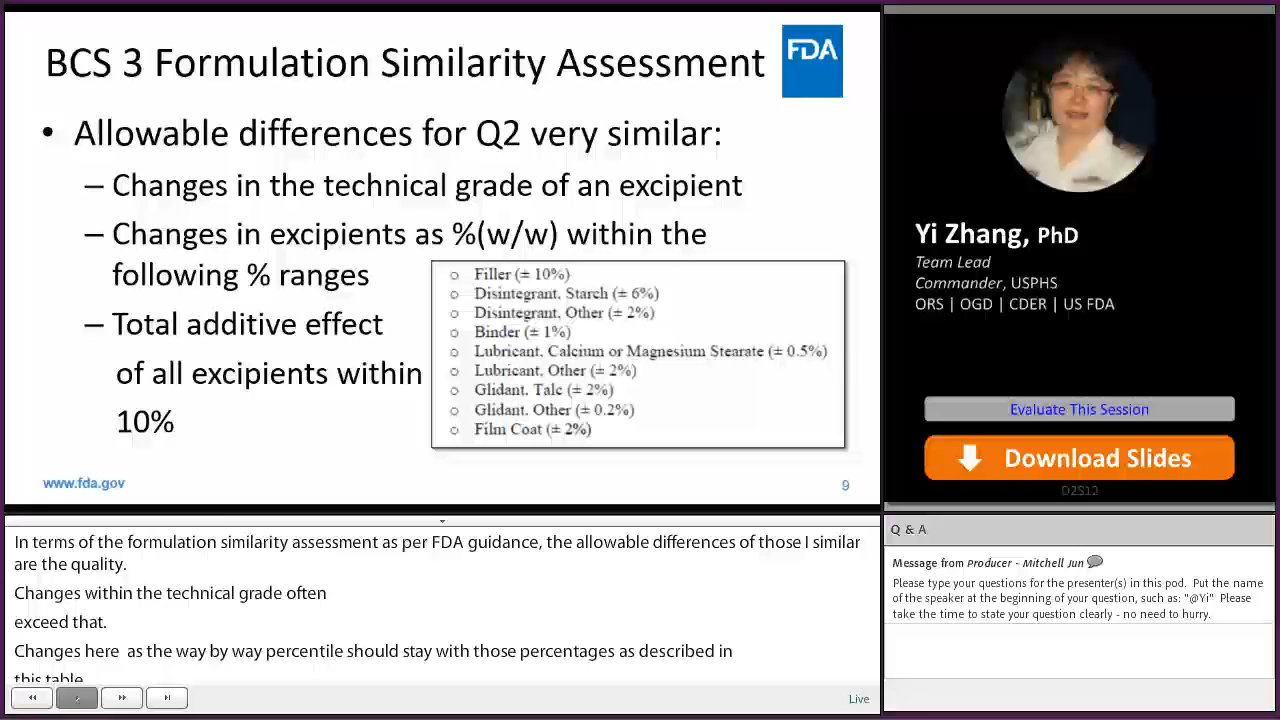 BCS 3 Formulation Similarity Assessment
FDA
• Allowable differences for Q2 very similar:
– Changes in the technical grade of an excipient
– Changes in excipients as %(w/w) within the
following % ranges
– Total additive effect
of all excipients within
10%
o Filler (± 10%)
o Disintegrant, Starch (± 6%)
o Disintegrant, Other (± 2%)
o Binder (± 1%)
o Lubricant, Calcium or Magnesium Stearate (± 0.5%)
o Lubricant, Other (± 2%)
o Glidant, Talc (± 2%)
o Glidant, Other (± 0.2%)
o Film Coat (± 2%)
www.fda.gov
9
Yi Zhang, PhD
Team Lead
Commander, USPHS
ORS | OGD | CDER | US FDA
Evaluate This Session
Download Slides
D2S12
In terms of the formulation similarity assessment as per FDA guidance, the allowable differences of those I similar
are the quality.
Changes within the technical grade often
exceed that.
Changes here as the way by way percentile should stay with those percentages as described in
this table
Live
Q & A
Message from Producer - Mitchell Jun
Please type your questions for the presenter(s) in this pod. Put the name
of the speaker at the beginning of your question, such as: "@Yi" Please
take the time to state your question clearly - no need to hurry.